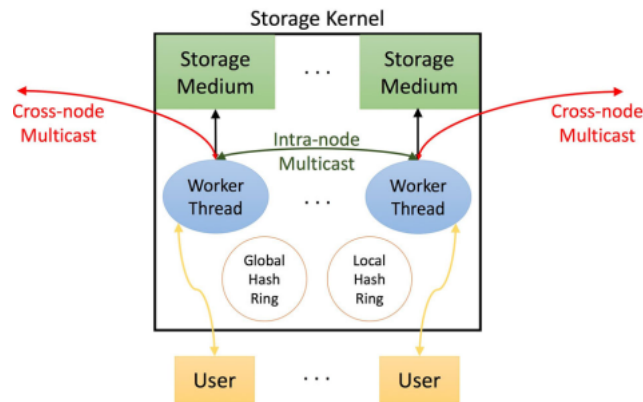 Storage Kernel
Storage
Medium
...
Storage
Medium
Cross-node
Multicast
Cross-node
Multicast
Intra-node
Multicast
Worker
Thread
...
Worker
Thread
Global
Hash
Ring
Local
Hash
Ring
User
...
User